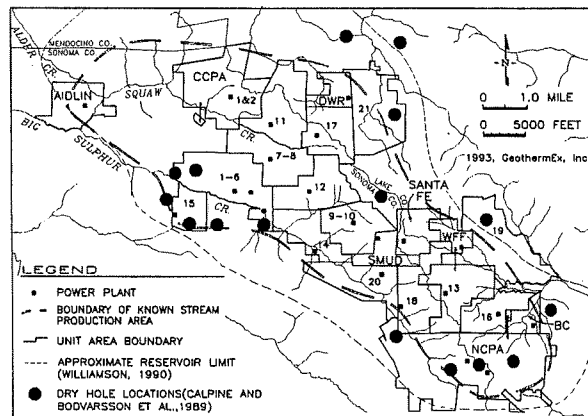 MENDOCINO CO.
SONOMA CO.
ALDER CR.
SQUAW
CR.
AIDLIN
BIG
SULPHUR
CR.
CCPA
1&2
11
DWR
17
21
7-8
1-6
12
15
9-10
14
LAKE CO.
SONOMA CO.
SANTA
FE
WFF
19
SMUD
20
18
13
16
BC
NCPA
-N-
0 1.0 MILE
0 5000 FEET
1993, GeothermEx, Inc
LEGEND
POWER PLANT
BOUNDARY OF KNOWN STREAM
PRODUCTION AREA
UNIT AREA BOUNDARY
APPROXIMATE RESERVOIR LIMIT
(WILLIAMSON, 1990)
DRY HOLE LOCATIONS(CALPINE AND
BODVARSSON ET AL.,1989)